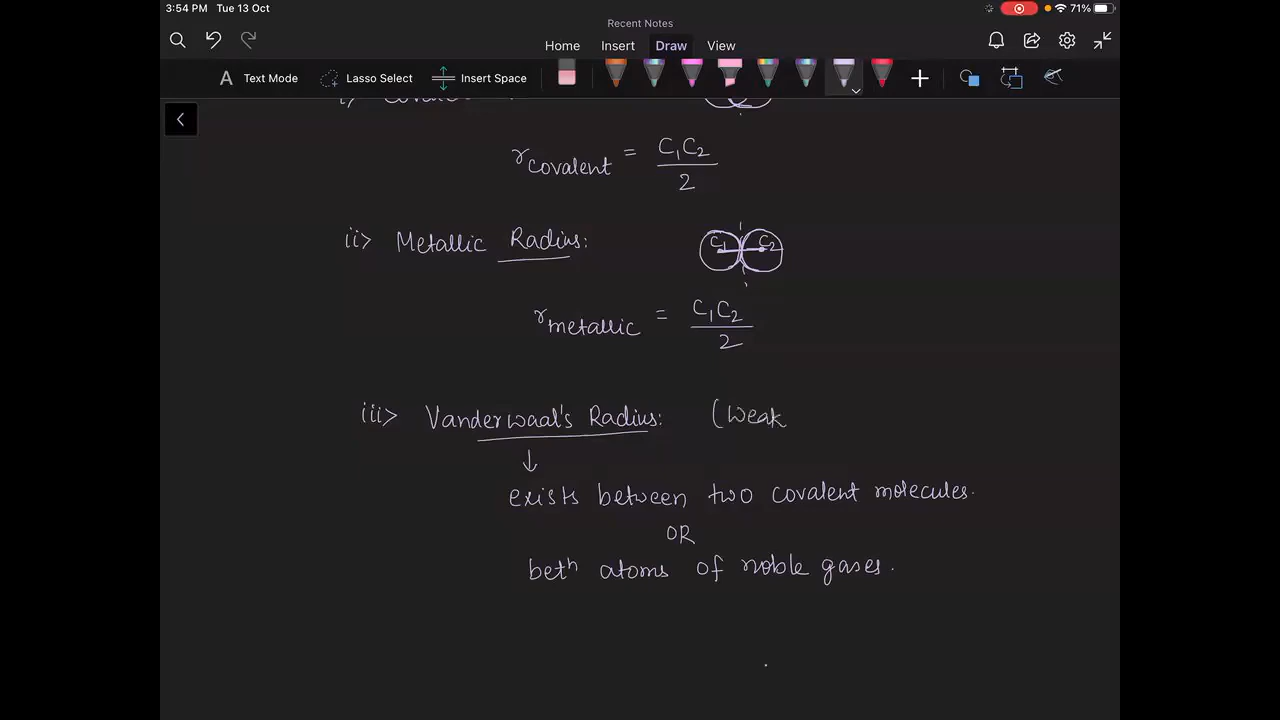 3:54 PM Tue 13 Oct
71%
Recent Notes
Home Insert Draw View
Text Mode Lasso Select Insert Space
r covalent = C1C2 / 2
ii> Metallic Radius: C1 C2
r metallic = C1C2 / 2
iii> Vanderwaal's Radius: (Weak
↓
exists between two covalent molecules.
OR
betn atoms of noble gases.